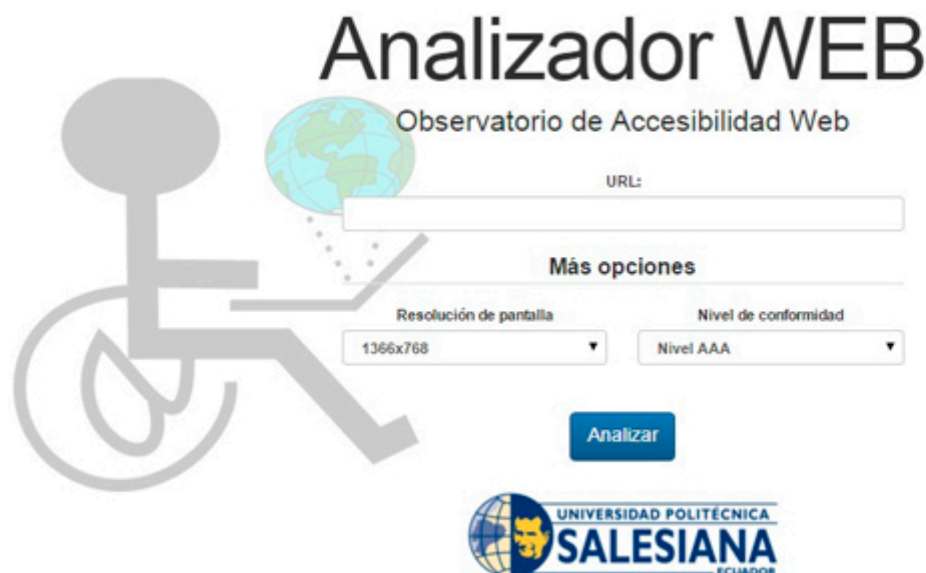 Analizador WEB
Observatorio de Accesibilidad Web
URL:
Más opciones
Resolución de pantalla Nivel de conformidad
1366x768 Nivel AAA
Analizar
UNIVERSIDAD POLITÉCNICA
SALESIANA
ECUADOR